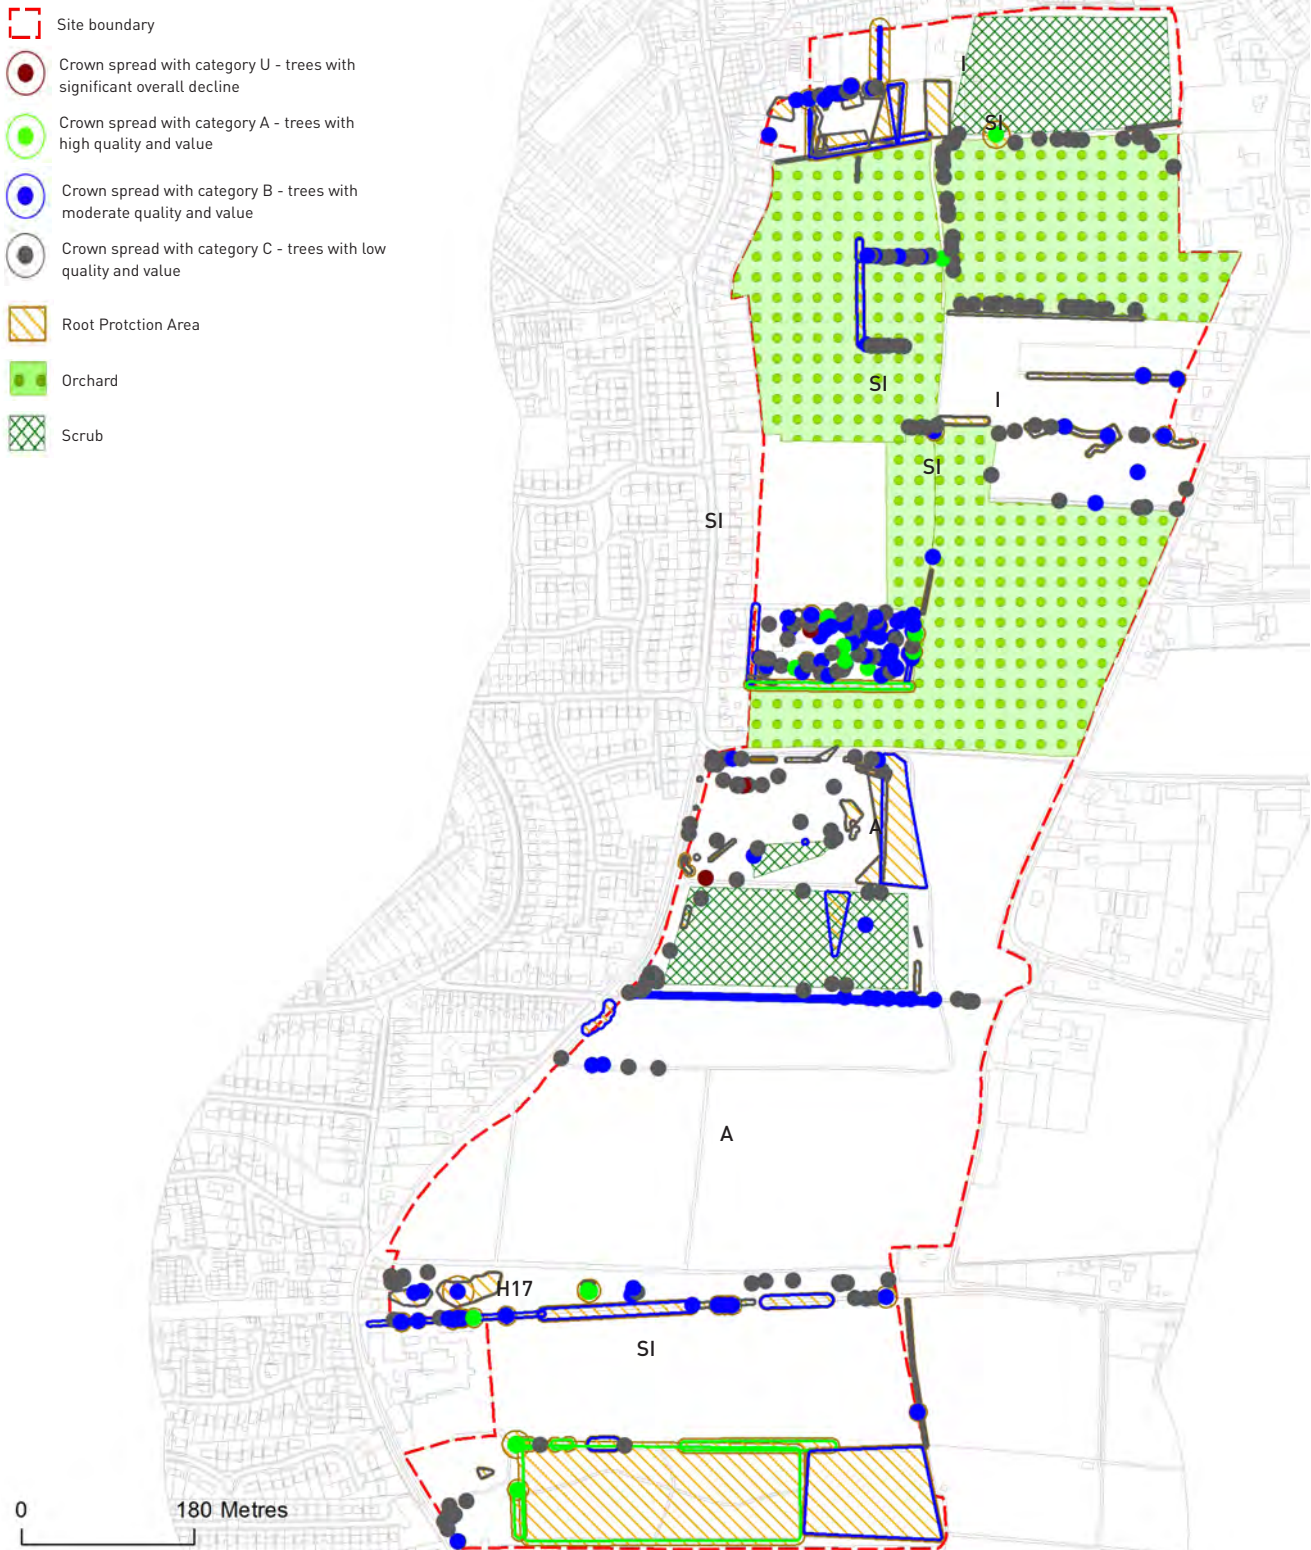 Site boundary
Crown spread with category U - trees with
significant overall decline
Crown spread with category A - trees with
high quality and value
Crown spread with category B - trees with
moderate quality and value
Crown spread with category C - trees with low
quality and value
Root Protction Area
Orchard
Scrub
I
SI
SI
I
SI
SI
A
A
H17
SI
0 180 Metres